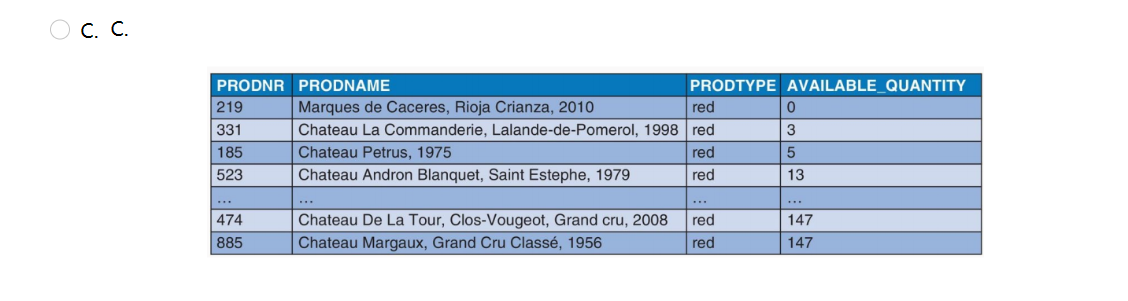 C. C.
PRODNR PRODNAME PRODTYPE AVAILABLE_QUANTITY
219 Marques de Caceres, Rioja Crianza, 2010 red 0
331 Chateau La Commanderie, Lalande-de-Pomerol, 1998 red 3
185 Chateau Petrus, 1975 red 5
523 Chateau Andron Blanquet, Saint Estephe, 1979 red 13
... ... ... ...
474 Chateau De La Tour, Clos-Vougeot, Grand cru, 2008 red 147
885 Chateau Margaux, Grand Cru Classé, 1956 red 147